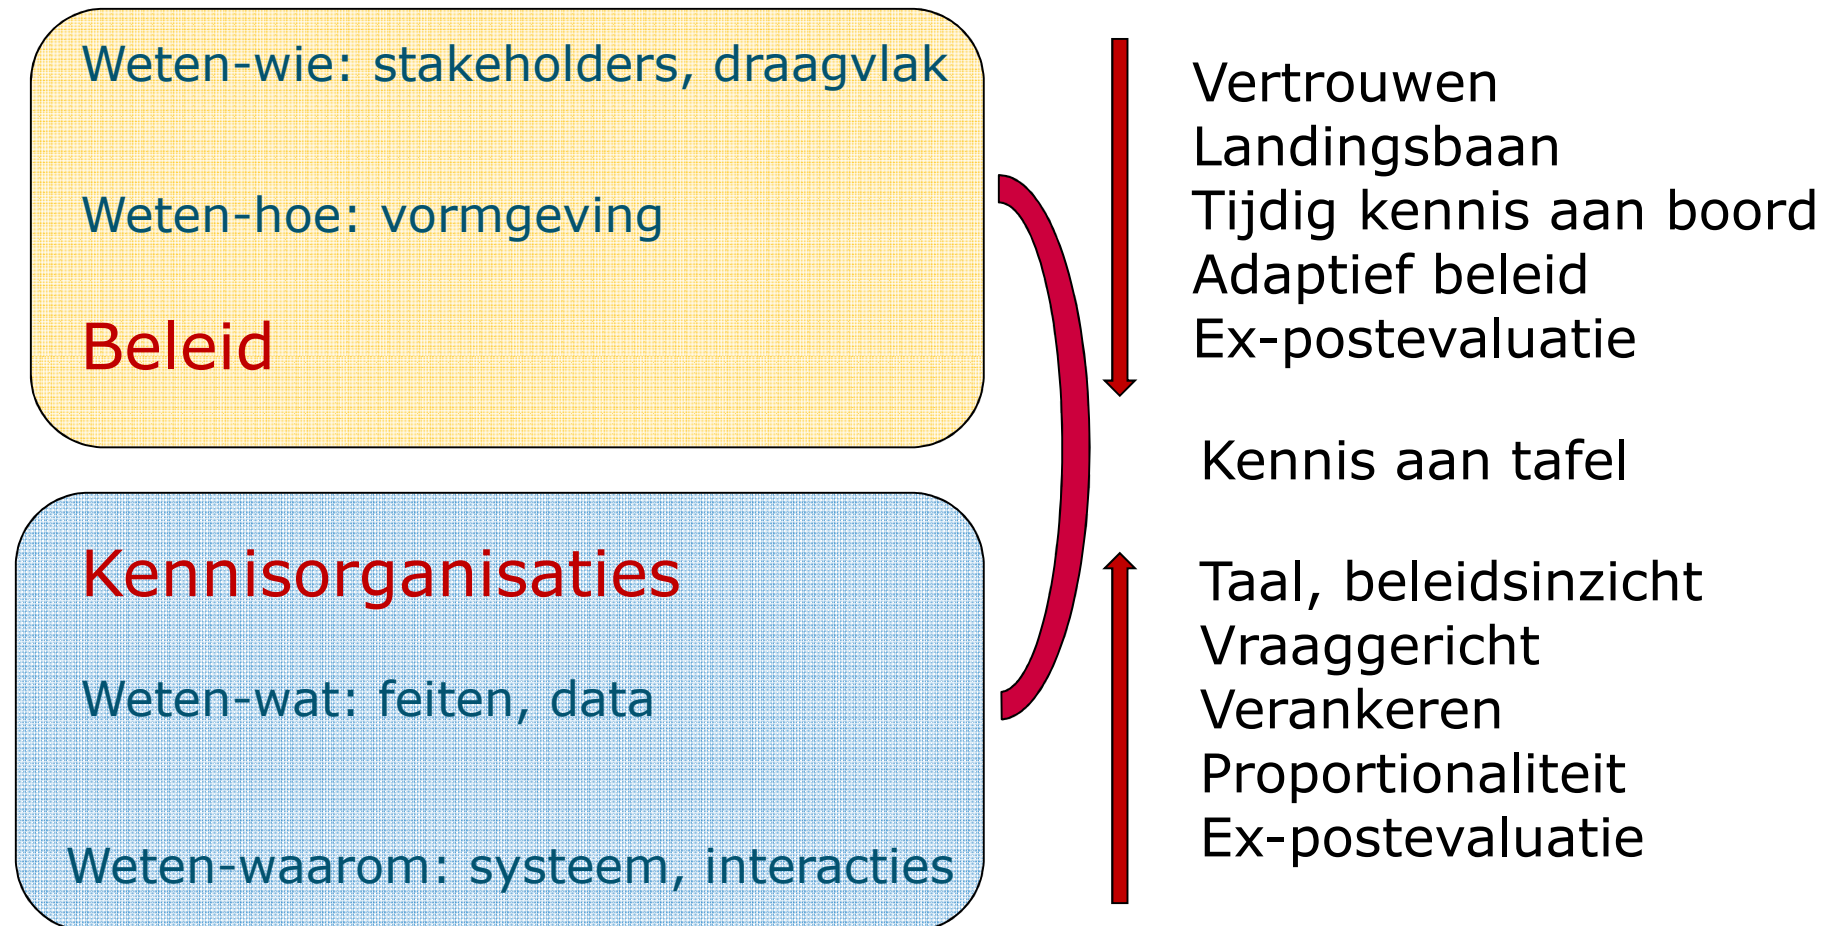 Weten-wie: stakeholders, draagvlak
Weten-hoe: vormgeving
Beleid
Kennisorganisaties
Weten-wat: feiten, data
Weten-waarom: systeem, interacties
Vertrouwen
Landingsbaan
Tijdig kennis aan boord
Adaptief beleid
Ex-postevaluatie
Kennis aan tafel
Taal, beleidsinzicht
Vraaggericht
Verankeren
Proportionaliteit
Ex-postevaluatie